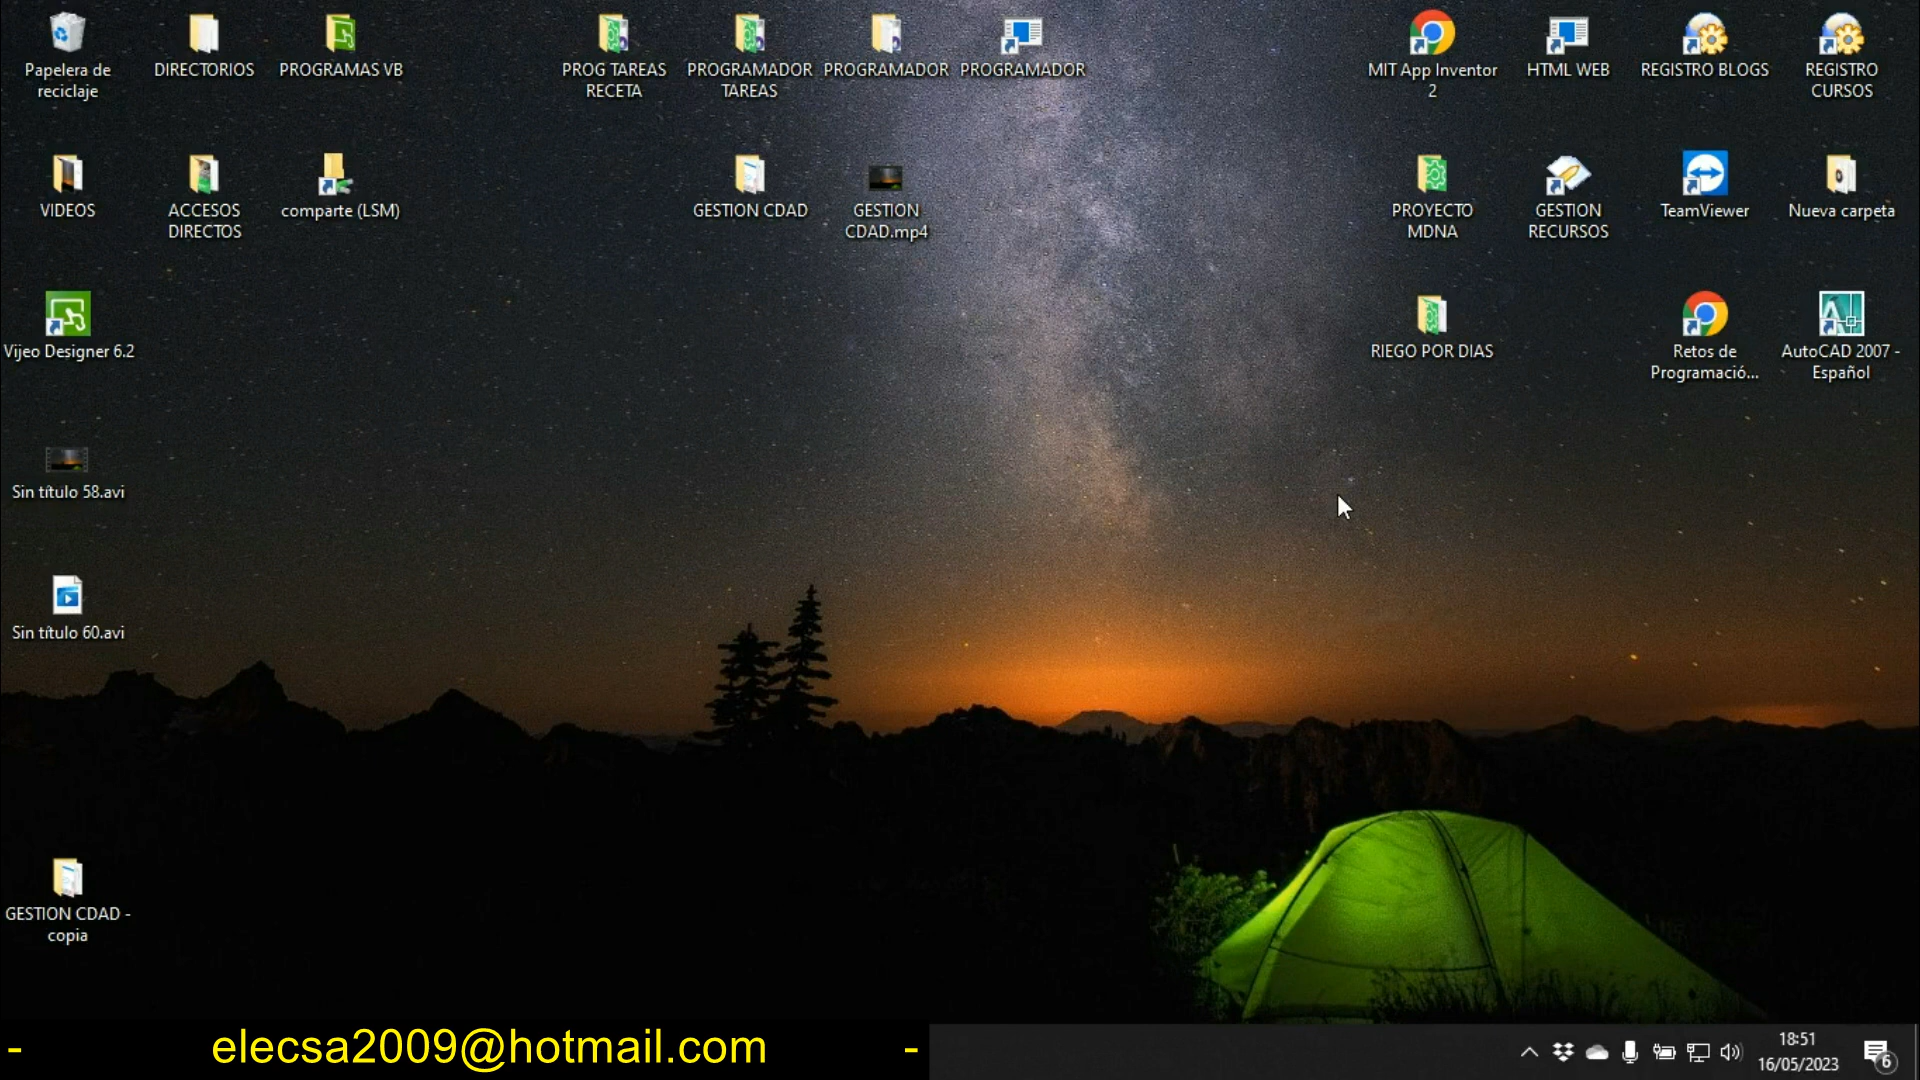 Papelera de
reciclaje
DIRECTORIOS
PROGRAMAS VB
PROG TAREAS
RECETA
PROGRAMADOR
TAREAS
PROGRAMADOR
PROGRAMADOR
MIT App Inventor
2
HTML WEB
REGISTRO BLOGS
REGISTRO
CURSOS
VIDEOS
ACCESOS
DIRECTOS
comparte (LSM)
GESTION CDAD
GESTION
CDAD.mp4
PROYECTO
MDNA
GESTION
RECURSOS
TeamViewer
Nueva carpeta
Vijeo Designer 6.2
RIEGO POR DIAS
Retos de
Programació...
AutoCAD 2007 -
Español
Sin título 58.avi
Sin título 60.avi
GESTION CDAD -
copia
- elecsa2009@hotmail.com -
18:51
16/05/2023
6